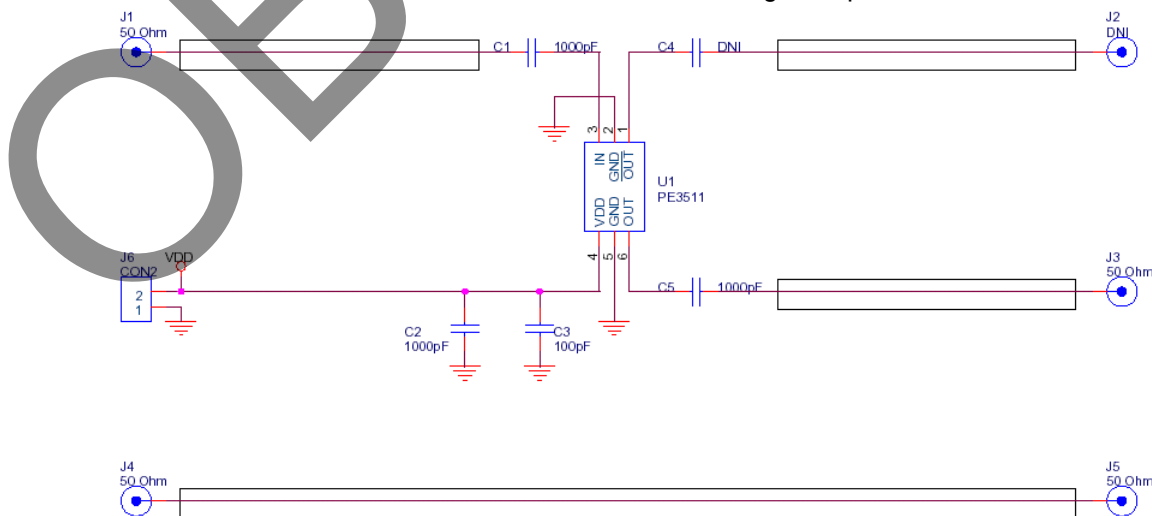 J1
50 Ohm
C1
1000pF
C4
DNI
J2
DNI
3
2
1
IN
GND
OUT
U1
PE3511
VDD
GND
OUT
4
5
6
J6
CON2
VDD
2
1
C2
1000pF
C3
100pF
C5
1000pF
J3
50 Ohm
J4
50 Ohm
J5
50 Ohm